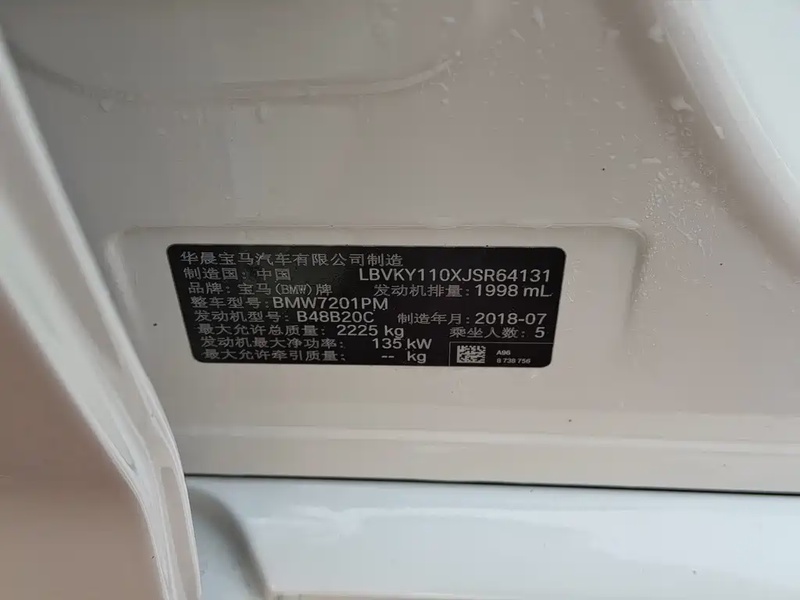 华晨宝马汽车有限公司制造
制造国: 中国 LBVKY110XJSR64131
品牌: 宝马(BMW)牌 发动机排量: 1998 mL
整车型号: BMW7201PM
发动机型号: B48B20C 制造年月: 2018-07
最大允许总质量: 2225 kg 乘坐人数: 5
发动机最大净功率: 135 kW
最大允许牵引质量: -- kg
A96
9 738 756